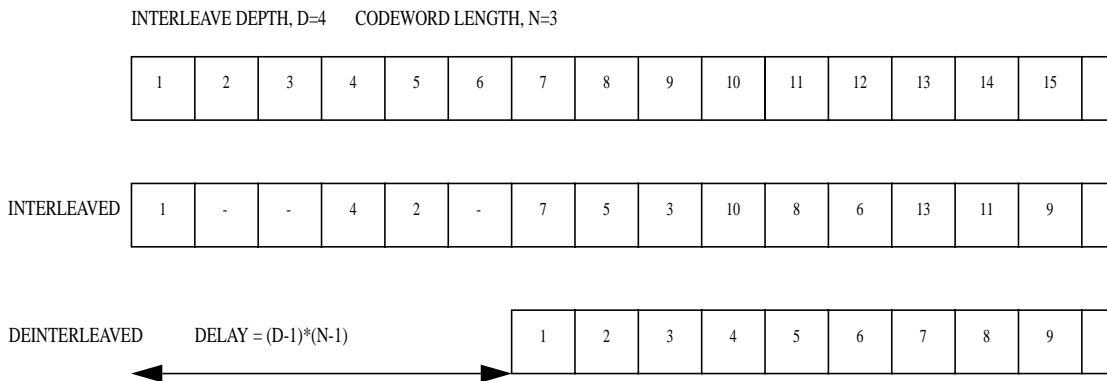 INTERLEAVE DEPTH, D=4 CODEWORD LENGTH, N=3
1 2 3 4 5 6 7 8 9 10 11 12 13 14 15
INTERLEAVED 1 - - 4 2 - 7 5 3 10 8 6 13 11 9
DEINTERLEAVED DELAY = (D-1)*(N-1) 1 2 3 4 5 6 7 8 9